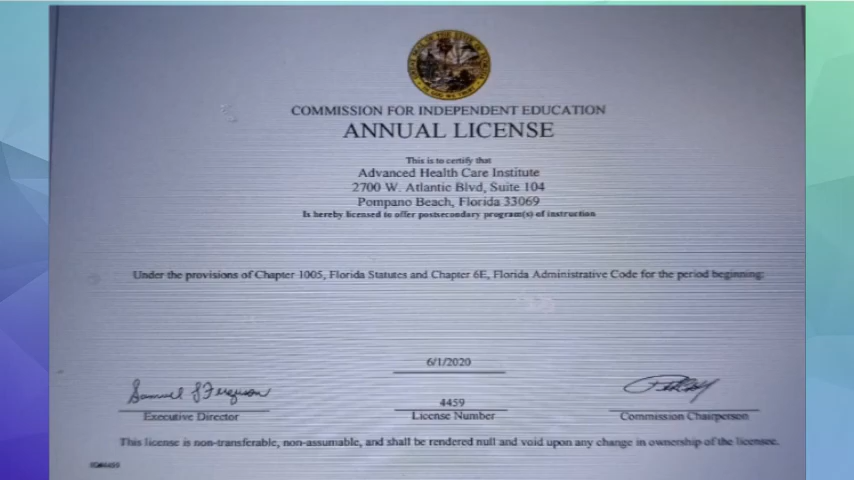 COMMISSION FOR INDEPENDENT EDUCATION
ANNUAL LICENSE
This is to certify that
Advanced Health Care Institute
2700 W. Atlantic Blvd, Suite 104
Pompano Beach, Florida 33069
Is hereby licensed to offer postsecondary program(s) of instruction
Under the provisions of Chapter 1005, Florida Statutes and Chapter 6E, Florida Administrative Code for the period beginning:
6/1/2020
Samuel L Ferguson
4459
Executive Director
License Number
Commission Chairperson
This license is non-transferable, non-assumable, and shall be rendered null and void upon any change in ownership of the licensee.